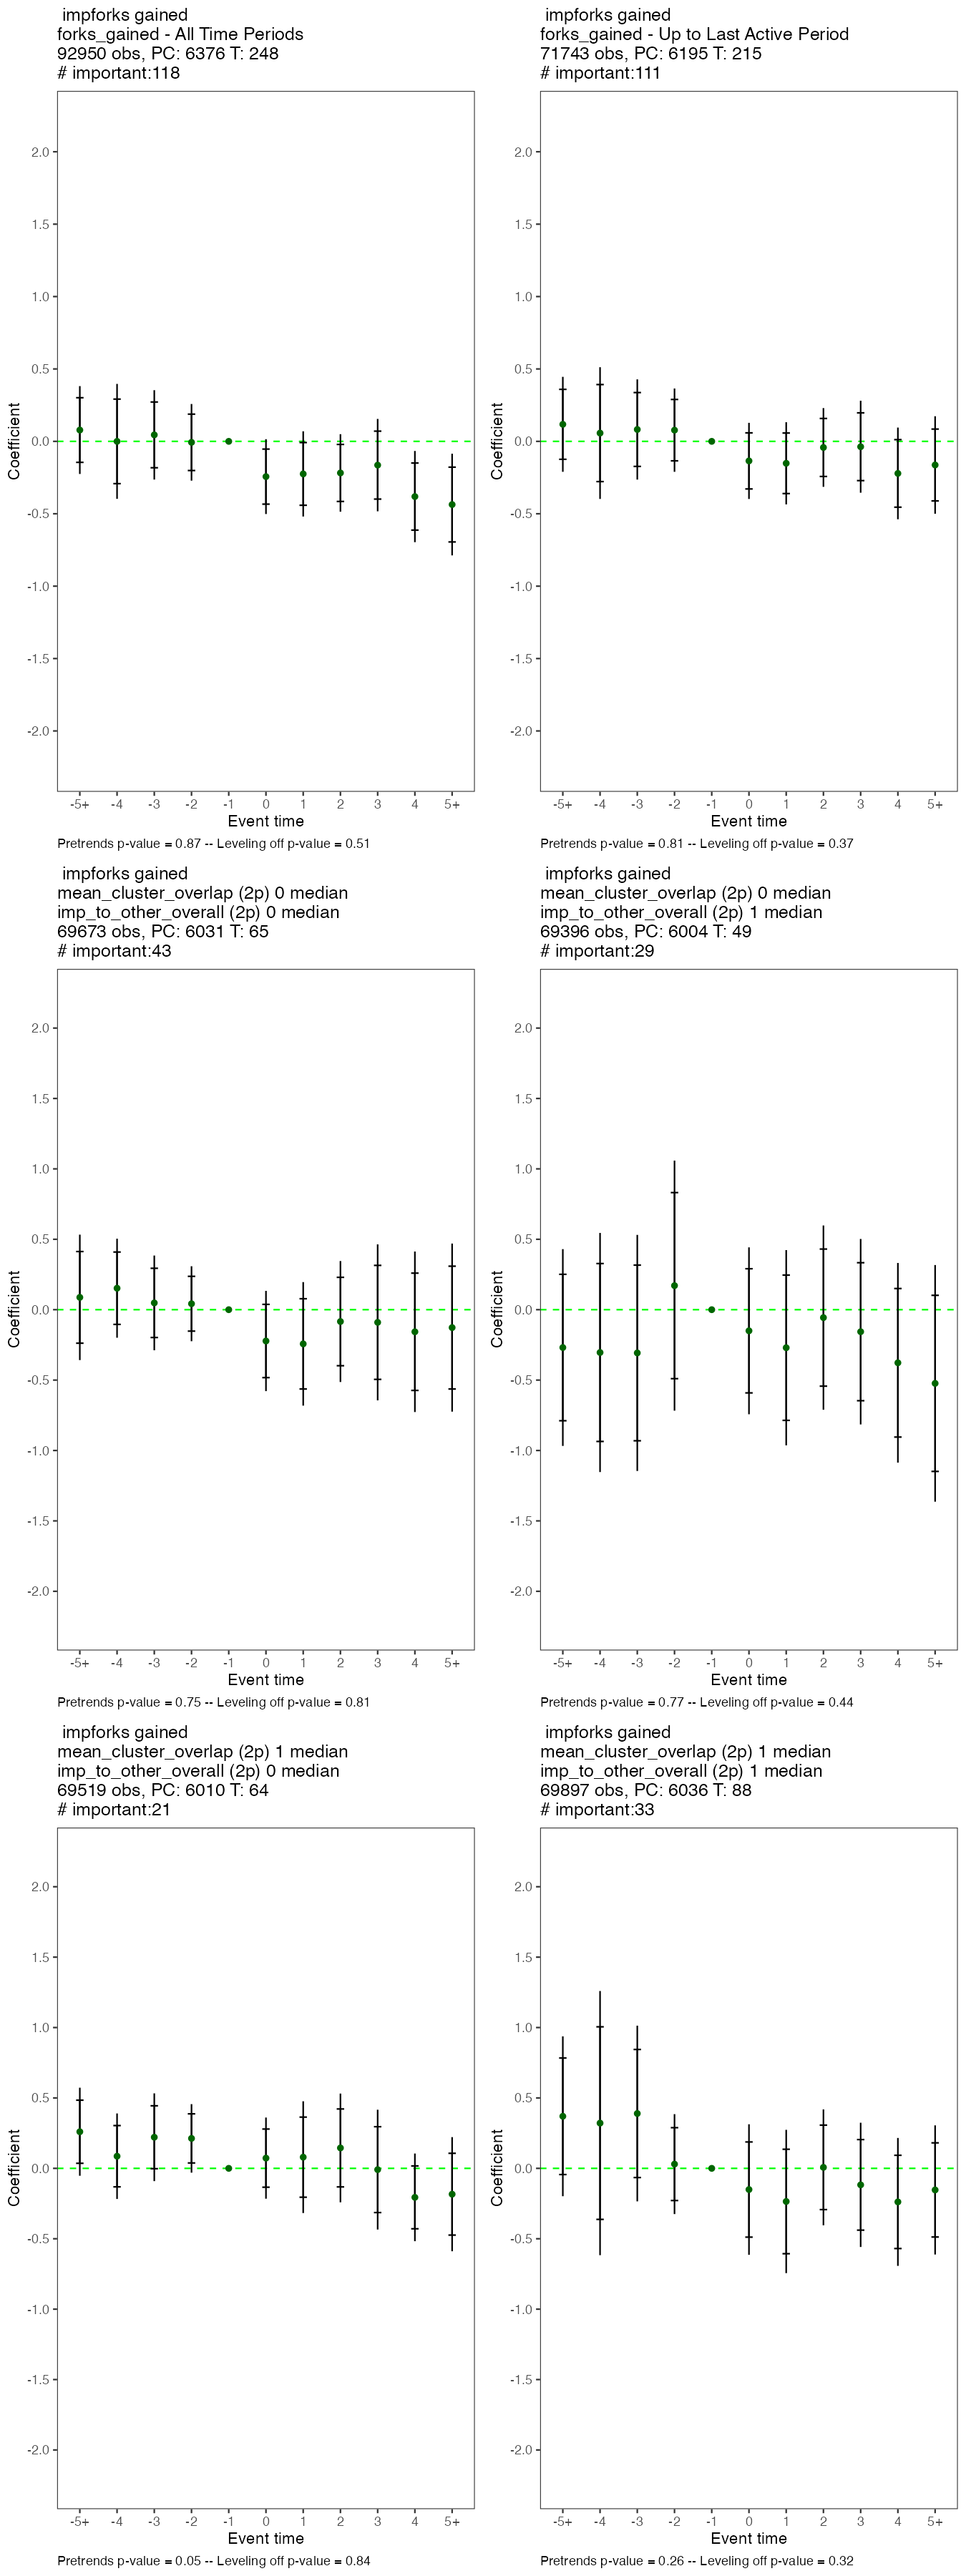 impforks gained
forks_gained - All Time Periods
92950 obs, PC: 6376 T: 248
# important:118
2.0
1.5
1.0
0.5
0.0
-0.5
-1.0
-1.5
-2.0
Coefficient
-5+ -4 -3 -2 -1 0 1 2 3 4 5+
Event time
Pretrends p-value = 0.87 -- Leveling off p-value = 0.51
impforks gained
forks_gained - Up to Last Active Period
71743 obs, PC: 6195 T: 215
# important:111
2.0
1.5
1.0
0.5
0.0
-0.5
-1.0
-1.5
-2.0
Coefficient
-5+ -4 -3 -2 -1 0 1 2 3 4 5+
Event time
Pretrends p-value = 0.81 -- Leveling off p-value = 0.37
impforks gained
mean_cluster_overlap (2p) 0 median
imp_to_other_overall (2p) 0 median
69673 obs, PC: 6031 T: 65
# important:43
2.0
1.5
1.0
0.5
0.0
-0.5
-1.0
-1.5
-2.0
Coefficient
-5+ -4 -3 -2 -1 0 1 2 3 4 5+
Event time
Pretrends p-value = 0.75 -- Leveling off p-value = 0.81
impforks gained
mean_cluster_overlap (2p) 0 median
imp_to_other_overall (2p) 1 median
69396 obs, PC: 6004 T: 49
# important:29
2.0
1.5
1.0
0.5
0.0
-0.5
-1.0
-1.5
-2.0
Coefficient
-5+ -4 -3 -2 -1 0 1 2 3 4 5+
Event time
Pretrends p-value = 0.77 -- Leveling off p-value = 0.44
impforks gained
mean_cluster_overlap (2p) 1 median
imp_to_other_overall (2p) 0 median
69519 obs, PC: 6010 T: 64
# important:21
2.0
1.5
1.0
0.5
0.0
-0.5
-1.0
-1.5
-2.0
Coefficient
-5+ -4 -3 -2 -1 0 1 2 3 4 5+
Event time
Pretrends p-value = 0.05 -- Leveling off p-value = 0.84
impforks gained
mean_cluster_overlap (2p) 1 median
imp_to_other_overall (2p) 1 median
69897 obs, PC: 6036 T: 88
# important:33
2.0
1.5
1.0
0.5
0.0
-0.5
-1.0
-1.5
-2.0
Coefficient
-5+ -4 -3 -2 -1 0 1 2 3 4 5+
Event time
Pretrends p-value = 0.26 -- Leveling off p-value = 0.32